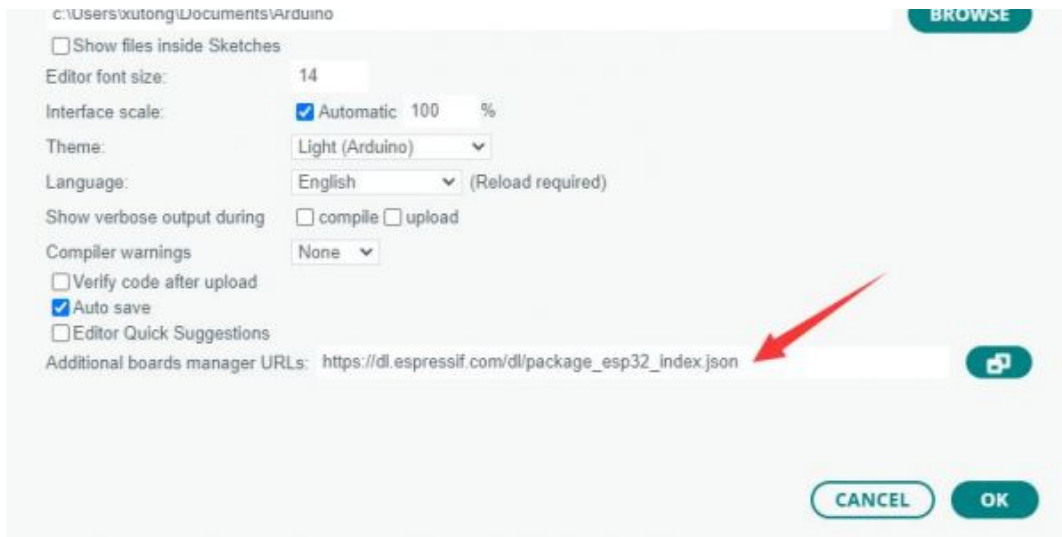 c:\Users\xutong\Documents\Arduino BROWSE
Show files inside Sketches
Editor font size: 14
Interface scale: Automatic 100 %
Theme: Light (Arduino)
Language: English (Reload required)
Show verbose output during compile upload
Compiler warnings None
Verify code after upload
Auto save
Editor Quick Suggestions
Additional boards manager URLs: https://dl.espressif.com/dl/package_esp32_index.json
CANCEL OK